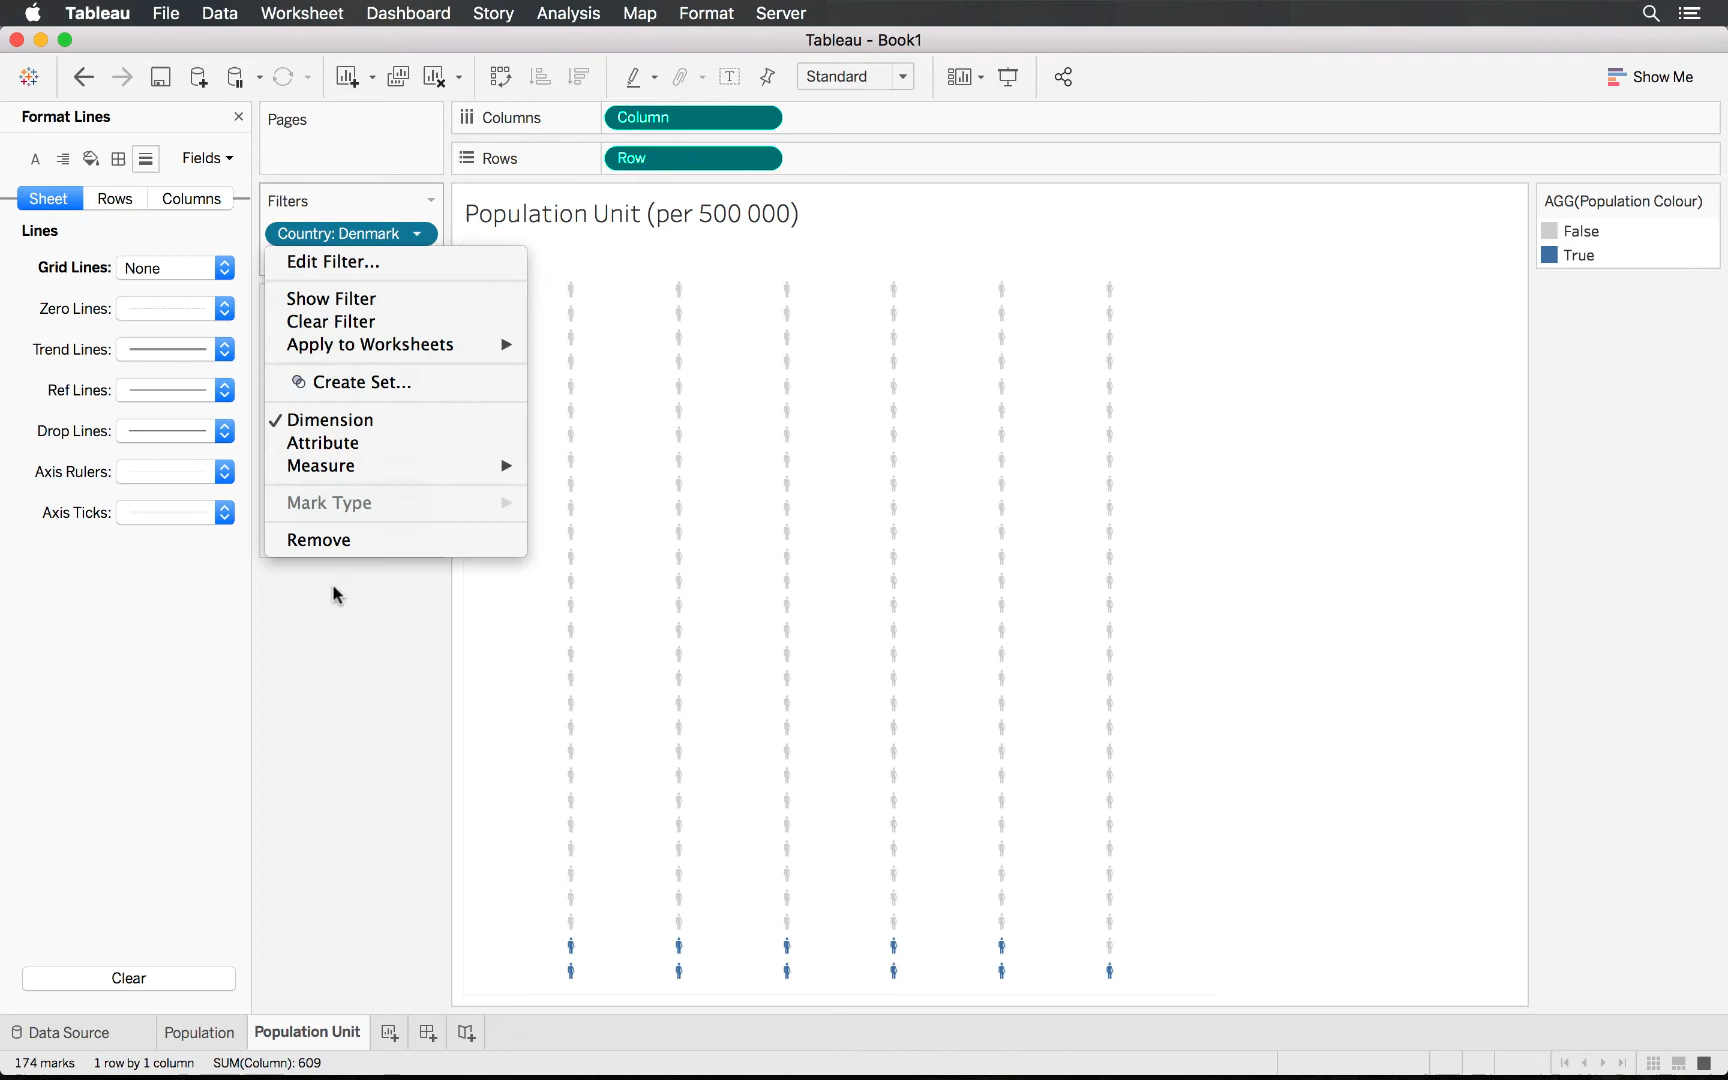 Tableau File Data Worksheet Dashboard Story Analysis Map Format Server
Tableau - Book1
Standard
Show Me
Format Lines
Fields
Sheet Rows Columns
Lines
Grid Lines: None
Zero Lines:
Trend Lines:
Ref Lines:
Drop Lines:
Axis Rulers:
Axis Ticks:
Clear
Pages
Filters
Country: Denmark
Edit Filter...
Show Filter
Clear Filter
Apply to Worksheets
Create Set...
Dimension
Attribute
Measure
Mark Type
Remove
Columns Column
Rows Row
Population Unit (per 500 000)
AGG(Population Colour)
False
True
Data Source Population Population Unit
174 marks 1 row by 1 column SUM(Column): 609